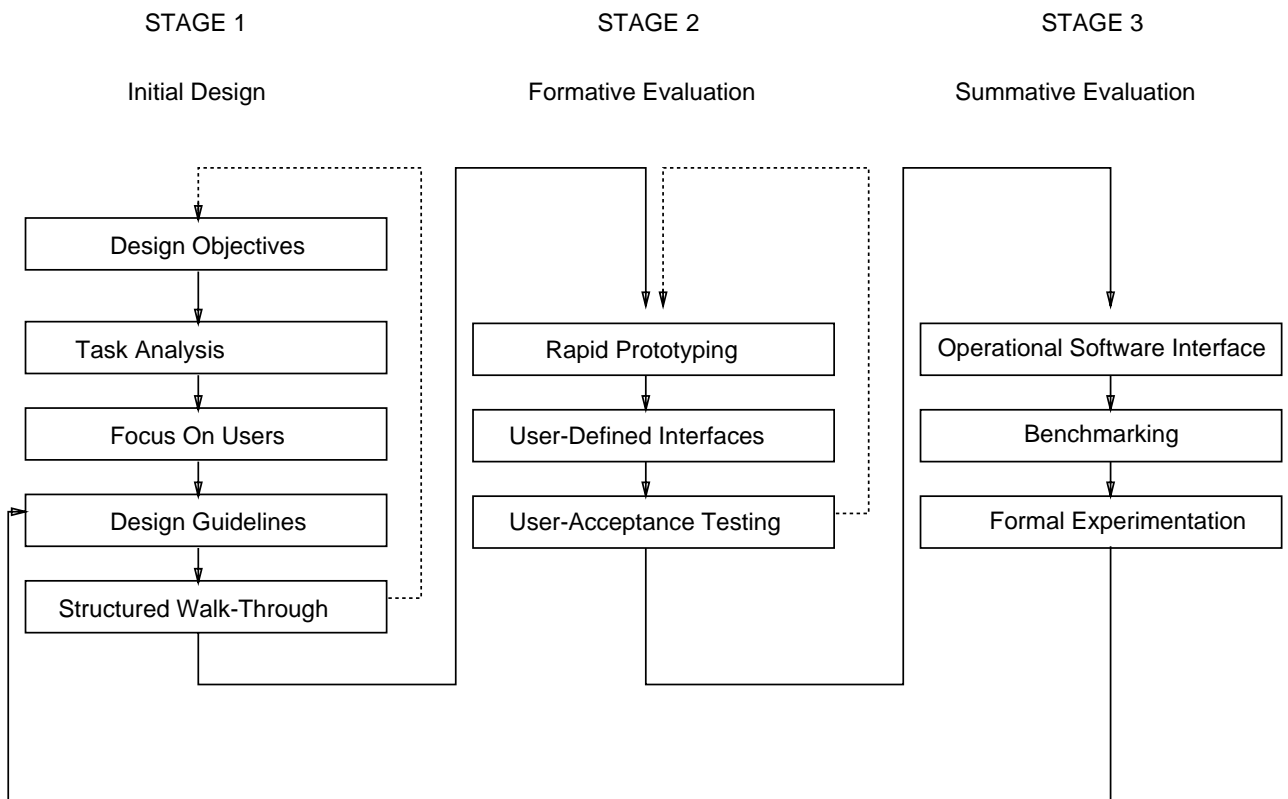 STAGE 1
Initial Design
Design Objectives
Task Analysis
Focus On Users
Design Guidelines
Structured Walk-Through
STAGE 2
Formative Evaluation
Rapid Prototyping
User-Defined Interfaces
User-Acceptance Testing
STAGE 3
Summative Evaluation
Operational Software Interface
Benchmarking
Formal Experimentation